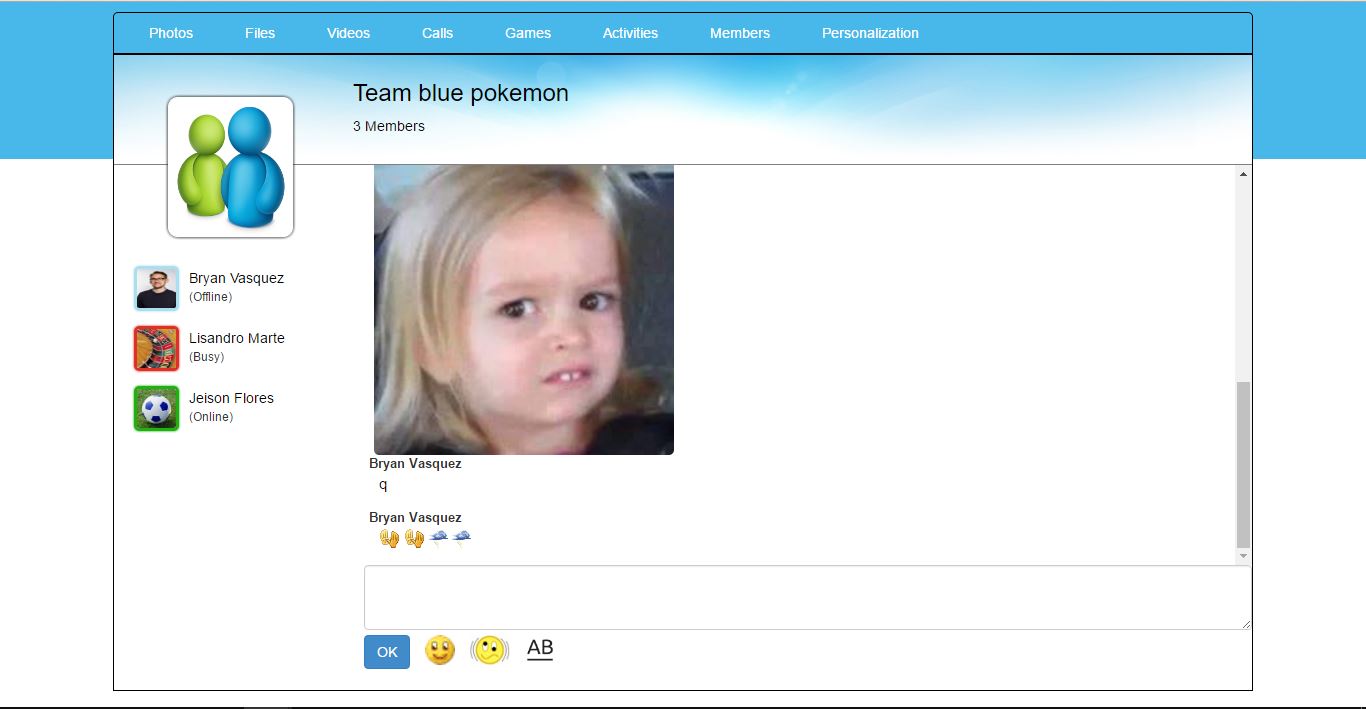 Photos Files Videos Calls Games Activities Members Personalization
Team blue pokemon
3 Members
Bryan Vasquez
(Offline)
Lisandro Marte
(Busy)
Jeison Flores
(Online)
Bryan Vasquez
q
Bryan Vasquez
OK AB